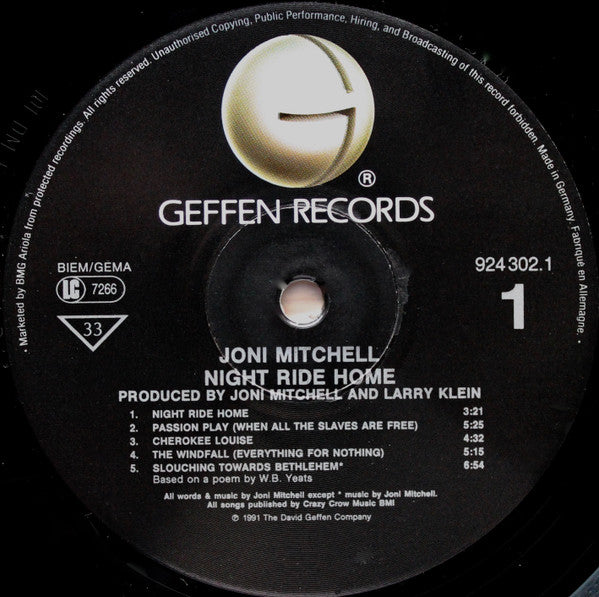 • Marketed by BMG Ariola from protected recordings. All rights reserved. Unauthorised Copying, Public Performance, Hiring, and Broadcasting of this record forbidden. Made in Germany. Fabriqué en Allemagne. •
®
GEFFEN RECORDS
BIEM/GEMA
LC 7266
33
924 302.1
1
JONI MITCHELL
NIGHT RIDE HOME
PRODUCED BY JONI MITCHELL AND LARRY KLEIN
1. NIGHT RIDE HOME 3:21
2. PASSION PLAY (WHEN ALL THE SLAVES ARE FREE) 5:25
3. CHEROKEE LOUISE 4:32
4. THE WINDFALL (EVERYTHING FOR NOTHING) 5:15
5. SLOUCHING TOWARDS BETHLEHEM* 6:54
Based on a poem by W.B. Yeats
All words & music by Joni Mitchell except * music by Joni Mitchell.
All songs published by Crazy Crow Music BMI
℗ 1991 The David Geffen Company